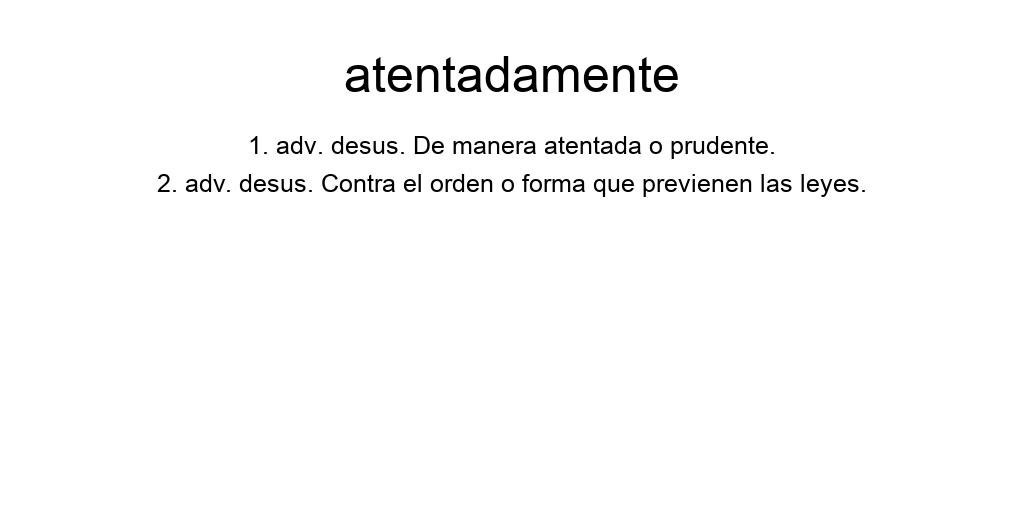 atentadamente
1. adv. desus. De manera atentada o prudente.
2. adv. desus. Contra el orden o forma que previenen las leyes.